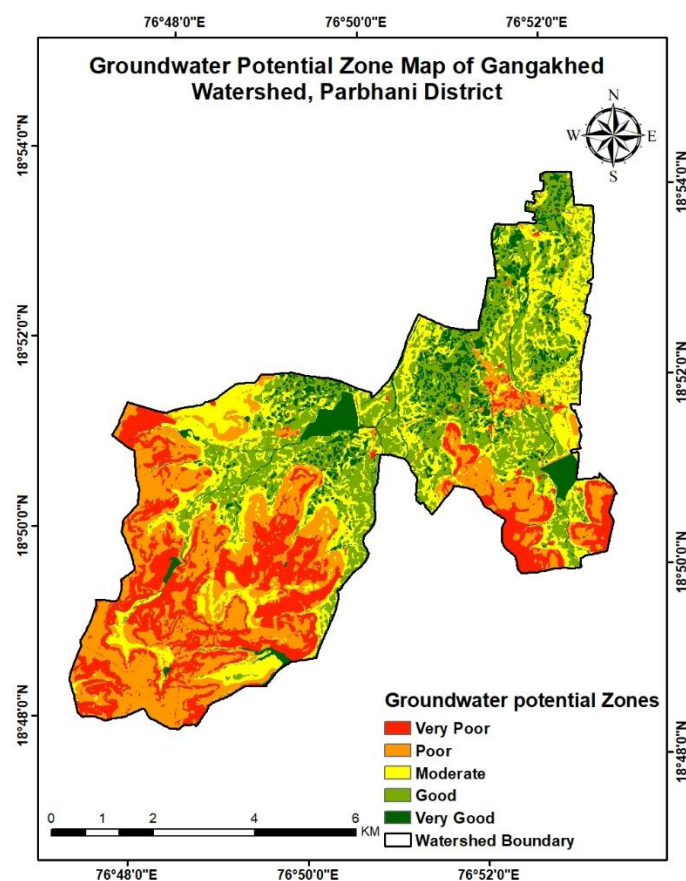 76°48'0"E 76°50'0"E 76°52'0"E
Groundwater Potential Zone Map of Gangakhed
Watershed, Parbhani District
N
W E
S
18°54'0"N
18°54'0"N
18°52'0"N
18°52'0"N
18°50'0"N
18°50'0"N
18°48'0"N
18°48'0"N
Groundwater potential Zones
Very Poor
Poor
Moderate
Good
Very Good
Watershed Boundary
0 1 2 4 6
KM
76°48'0"E 76°50'0"E 76°52'0"E